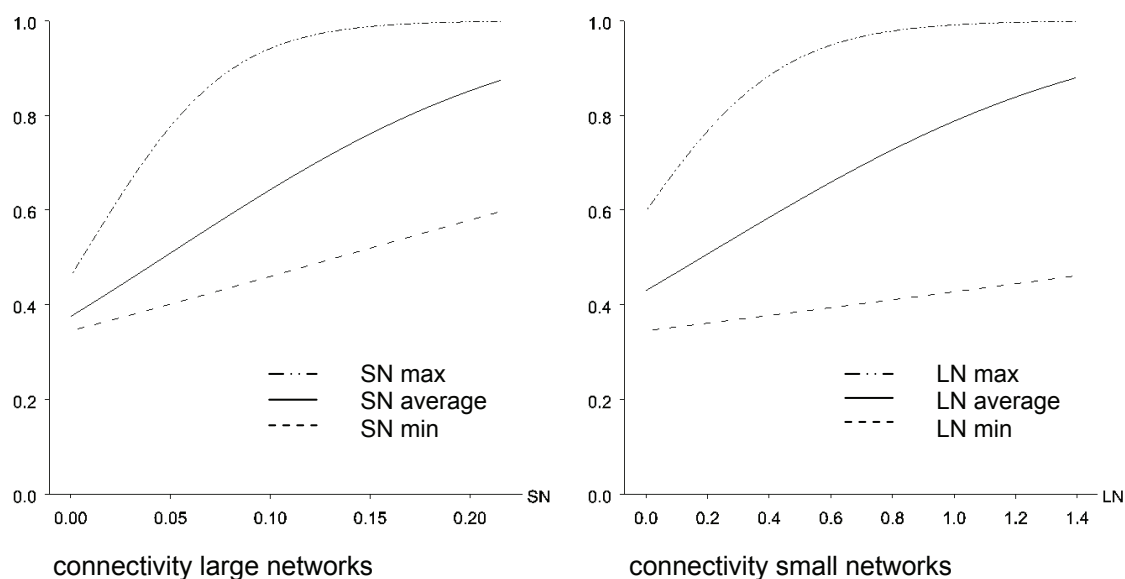 1.0
0.8
0.6
0.4
0.2
0.0
SN max
SN average
SN min
0.00 0.05 0.10 0.15 0.20
SN
connectivity large networks
1.0
0.8
0.6
0.4
0.2
0.0
LN max
LN average
LN min
0.0 0.2 0.4 0.6 0.8 1.0 1.2 1.4
LN
connectivity small networks